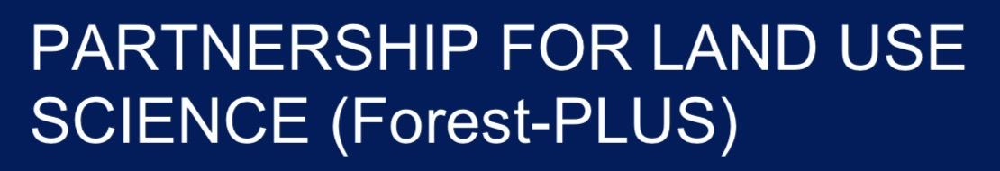 PARTNERSHIP FOR LAND USE
SCIENCE (Forest-PLUS)